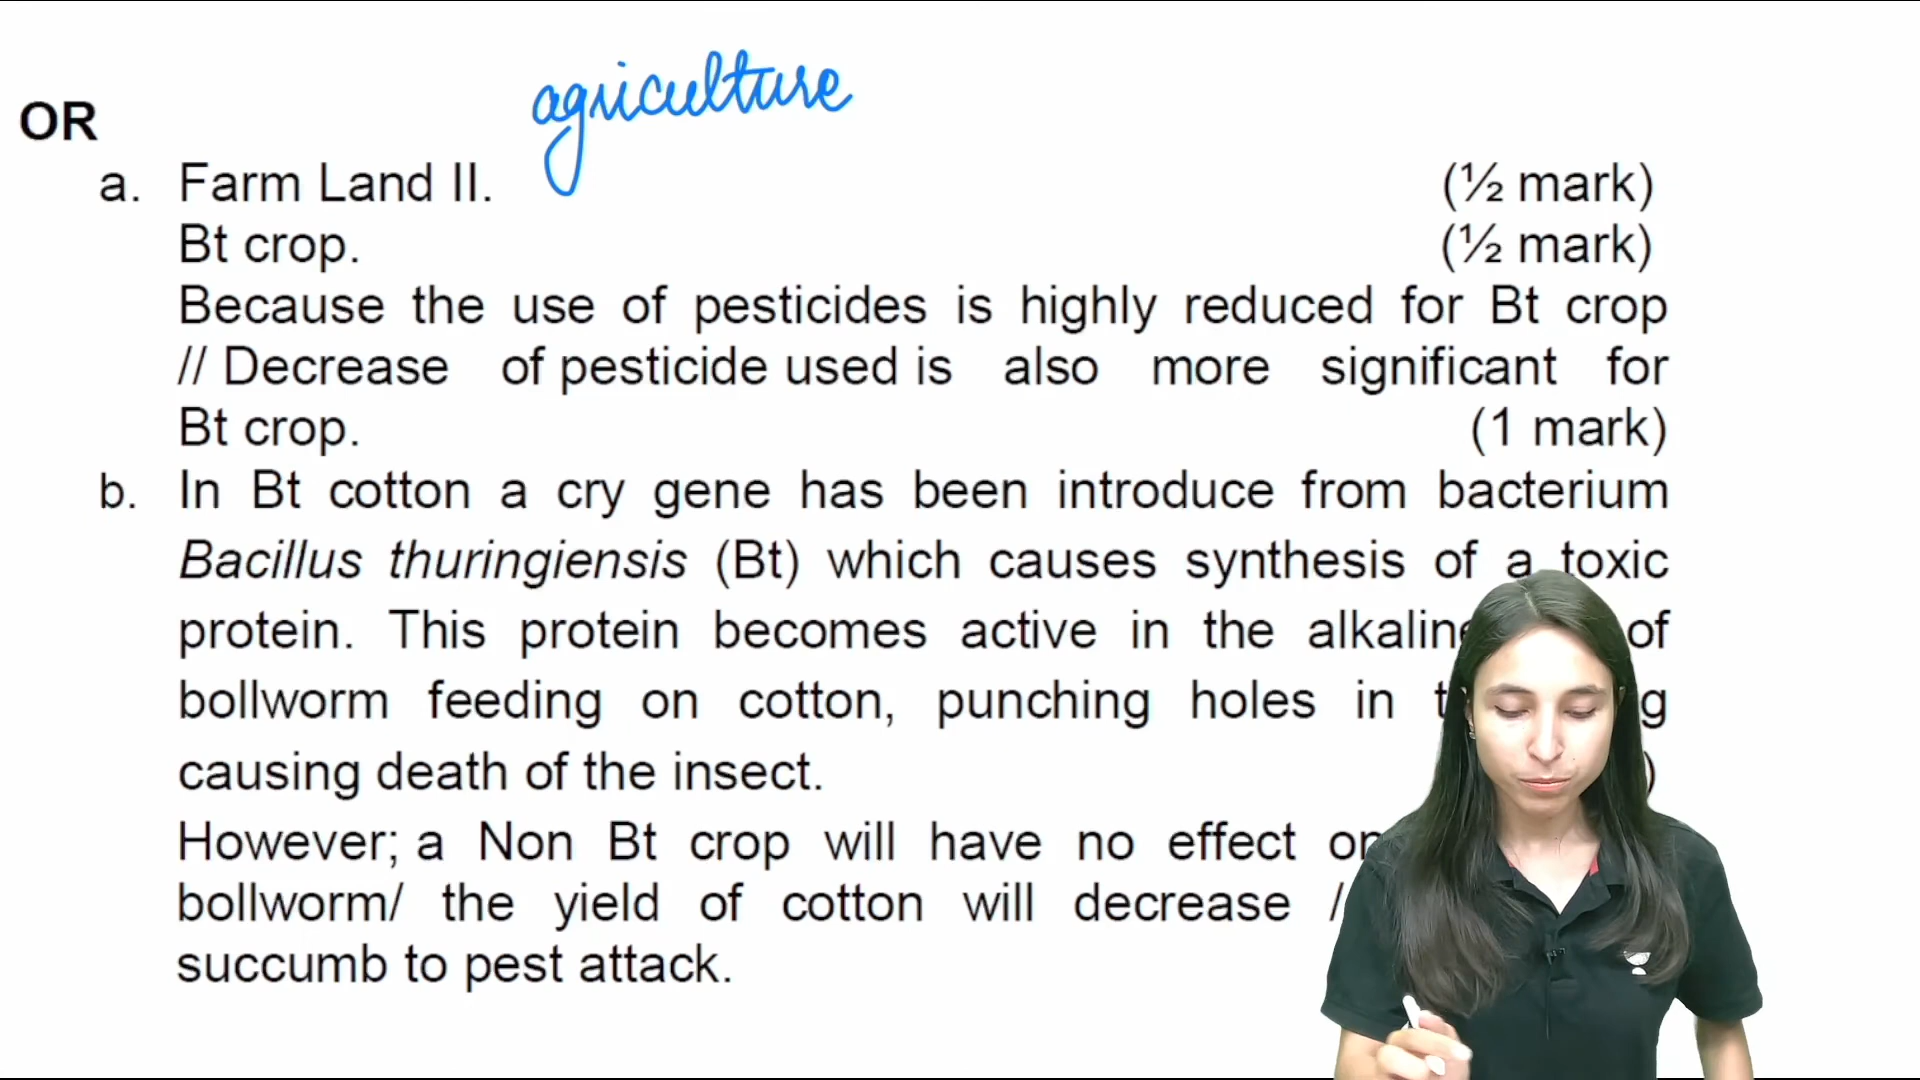 agriculture
OR
a. Farm Land II. (½ mark)
Bt crop. (½ mark)
Because the use of pesticides is highly reduced for Bt crop
// Decrease of pesticide used is also more significant for
Bt crop. (1 mark)
b. In Bt cotton a cry gene has been introduce from bacterium
Bacillus thuringiensis (Bt) which causes synthesis of a toxic
protein. This protein becomes active in the of
bollworm feeding on cotton, punching holes in
causing death of the insect.
However; a Non Bt crop will have no effect
bollworm/ the yield of cotton will decrease /
succumb to pest attack.